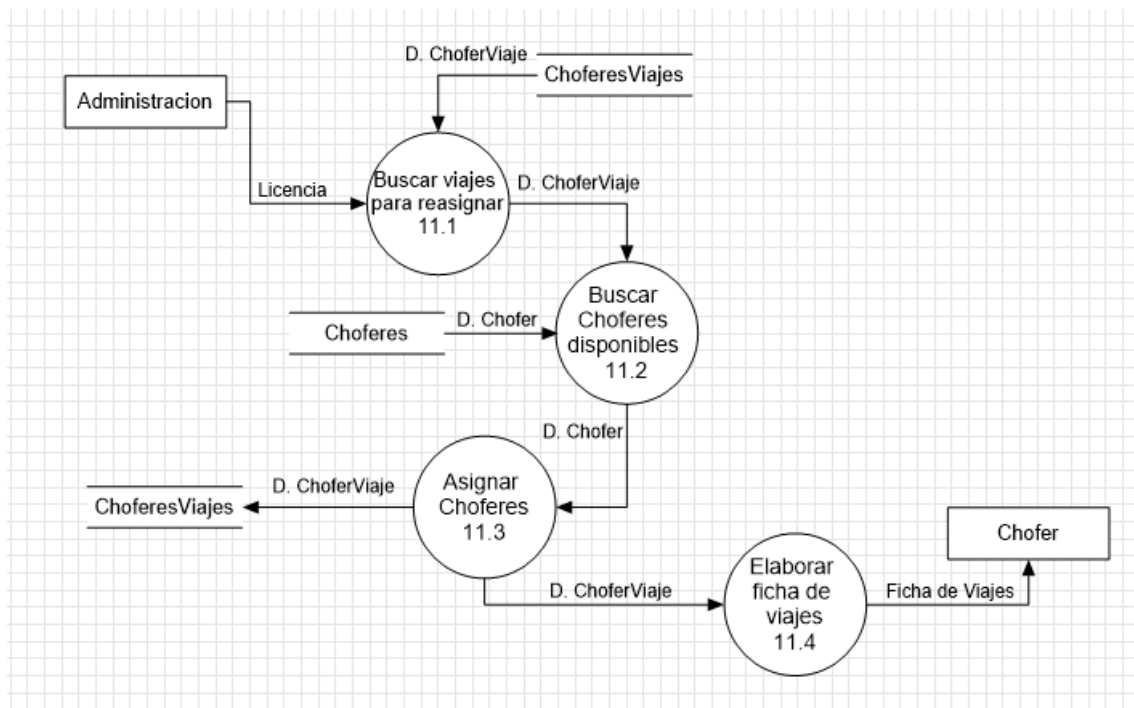 D. ChoferViaje
ChoferesViajes
Administracion
Licencia
Buscar viajes
para reasignar
11.1
D. ChoferViaje
Choferes
D. Chofer
Buscar
Choferes
disponibles
11.2
D. Chofer
ChoferesViajes
D. ChoferViaje
Asignar
Choferes
11.3
D. ChoferViaje
Elaborar
ficha de
viajes
11.4
Ficha de Viajes
Chofer